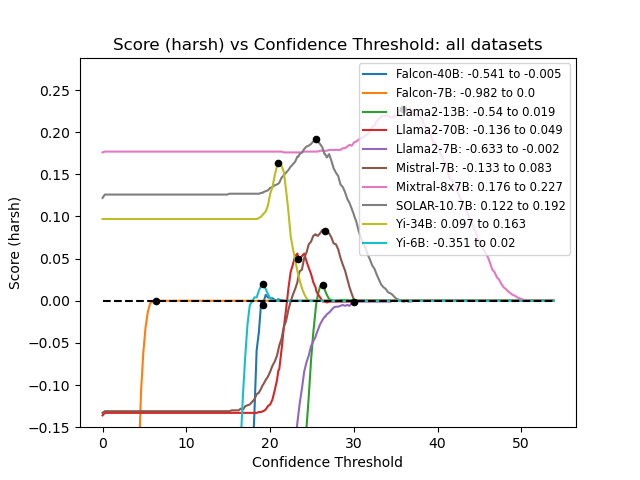 Score (harsh) vs Confidence Threshold: all datasets
Score (harsh)
0.25
0.20
0.15
0.10
0.05
0.00
−0.05
−0.10
−0.15
Falcon-40B: -0.541 to -0.005
Falcon-7B: -0.982 to 0.0
Llama2-13B: -0.54 to 0.019
Llama2-70B: -0.136 to 0.049
Llama2-7B: -0.633 to -0.002
Mistral-7B: -0.133 to 0.083
Mixtral-8x7B: 0.176 to 0.227
SOLAR-10.7B: 0.122 to 0.192
Yi-34B: 0.097 to 0.163
Yi-6B: -0.351 to 0.02
0 10 20 30 40 50
Confidence Threshold